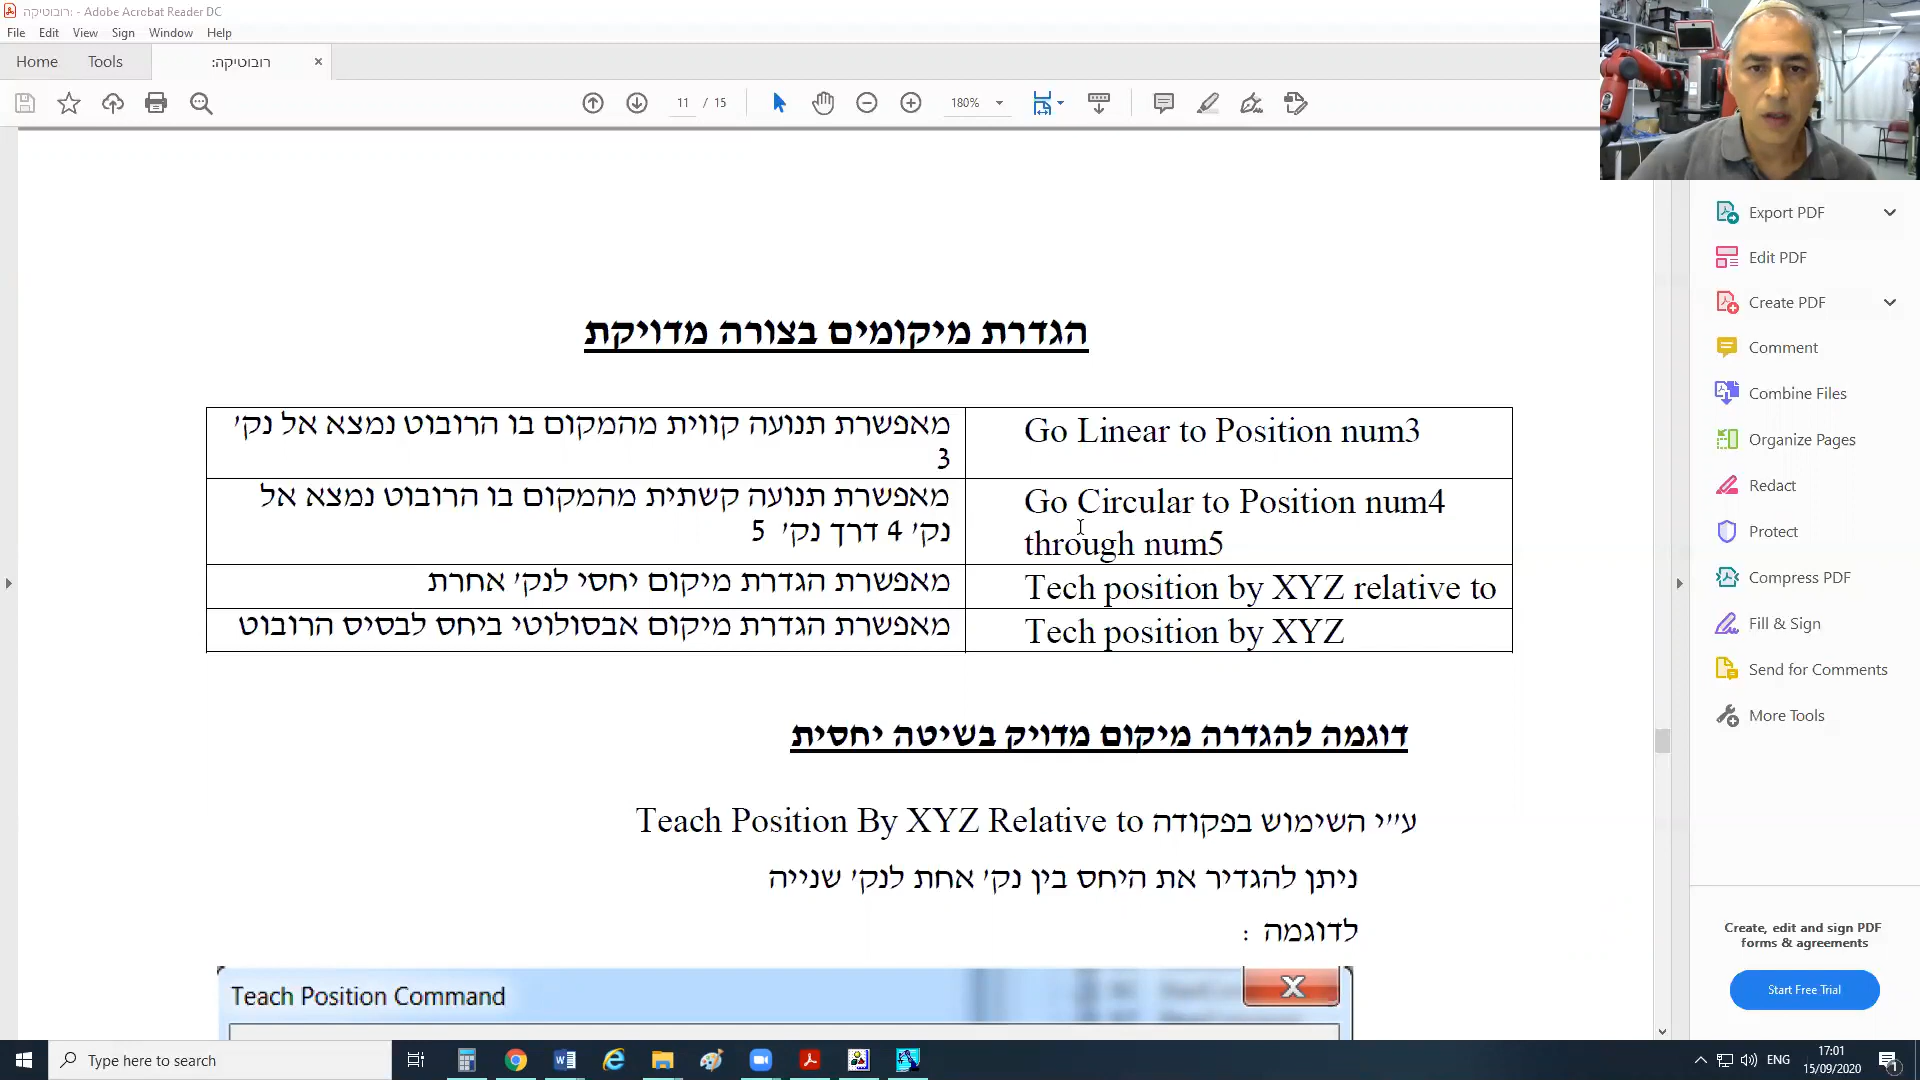 רובוטיקה: - Adobe Acrobat Reader DC
File Edit View Sign Window Help
Home Tools רובוטיקה: ×
11 / 15 180%
הגדרת מיקומים בצורה מדויקת
Go Linear to Position num3
מאפשרת תנועה קווית מהמקום בו הרובוט נמצא אל נק׳
3
Go Circular to Position num4
through num5
מאפשרת תנועה קשתית מהמקום בו הרובוט נמצא אל
נק׳ 4 דרך נק׳ 5
Tech position by XYZ relative to
מאפשרת הגדרת מיקום יחסי לנק׳ אחרת
Tech position by XYZ
מאפשרת הגדרת מיקום אבסולוטי ביחס לבסיס הרובוט
דוגמה להגדרה מיקום מדויק בשיטה יחסית
ע״י השימוש בפקודה Teach Position By XYZ Relative to
ניתן להגדיר את היחס בין נק׳ אחת לנק׳ שנייה
לדוגמה :
Teach Position Command
Export PDF
Edit PDF
Create PDF
Comment
Combine Files
Organize Pages
Redact
Protect
Compress PDF
Fill & Sign
Send for Comments
More Tools
Create, edit and sign PDF
forms & agreements
Start Free Trial
Type here to search
ENG
17:01
15/09/2020